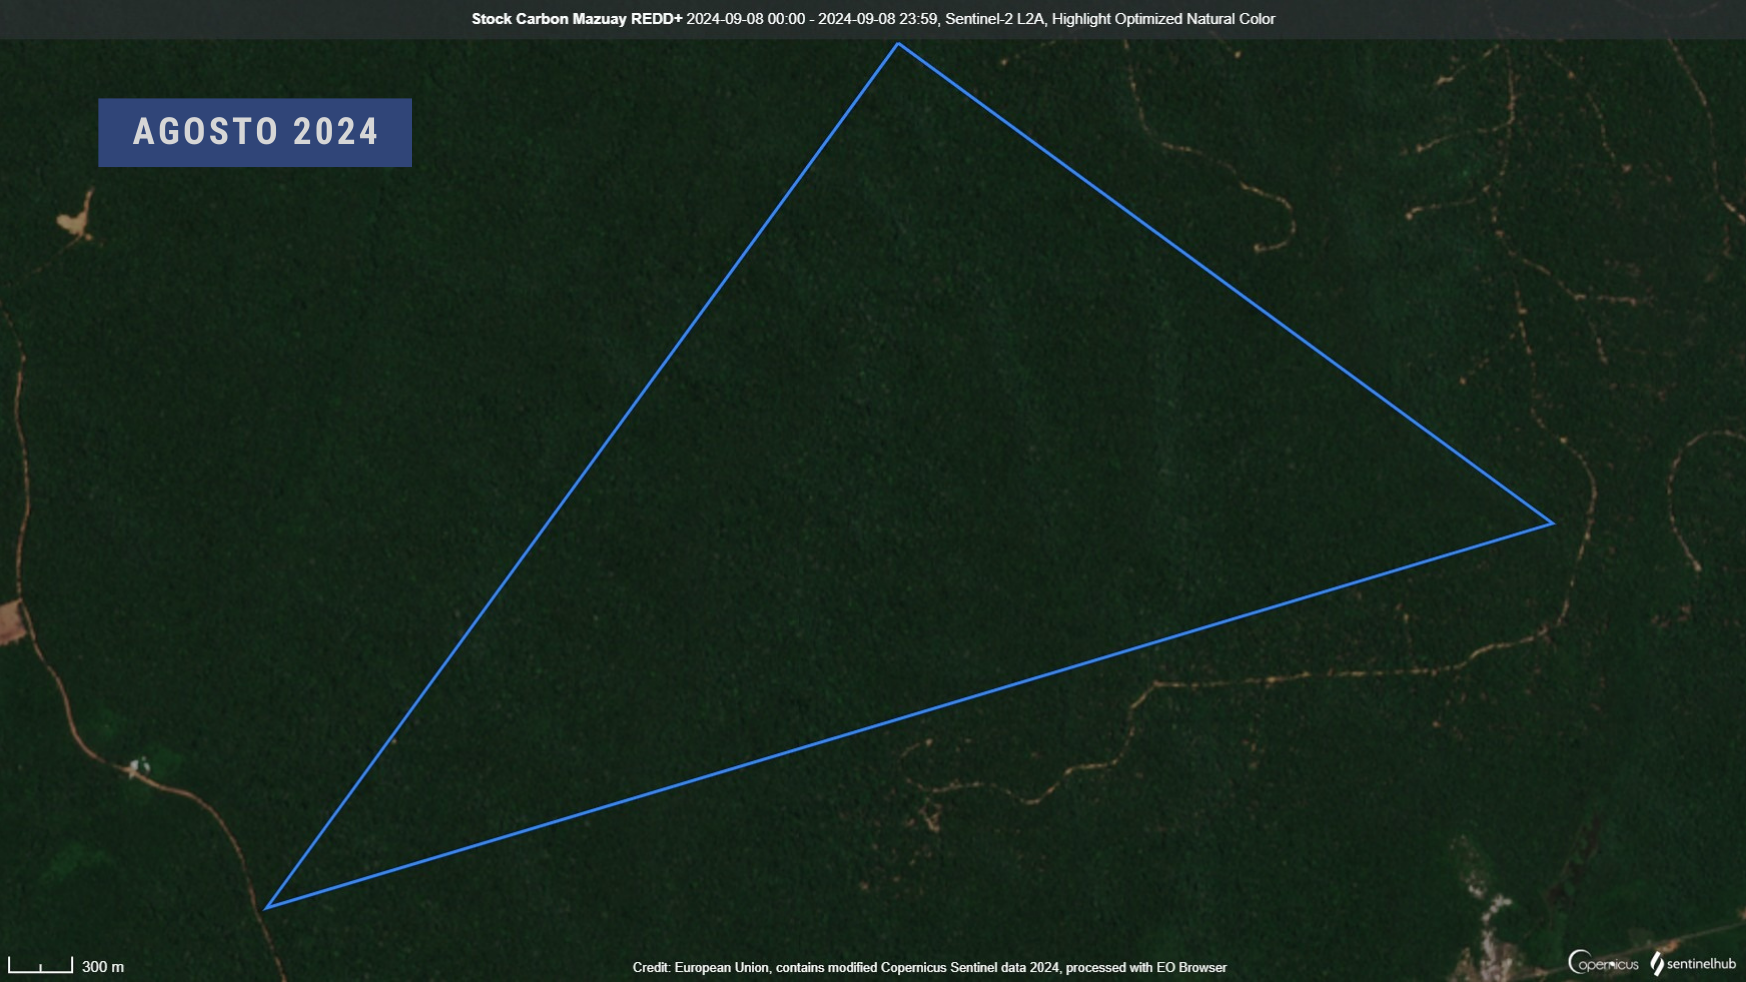 Stock Carbon Mazuay REDD+ 2024-09-08 00:00 - 2024-09-08 23:59, Sentinel-2 L2A, Highlight Optimized Natural Color
AGOSTO 2024
300 m
Credit: European Union, contains modified Copernicus Sentinel data 2024, processed with EO Browser
Copernicus
sentinelhub